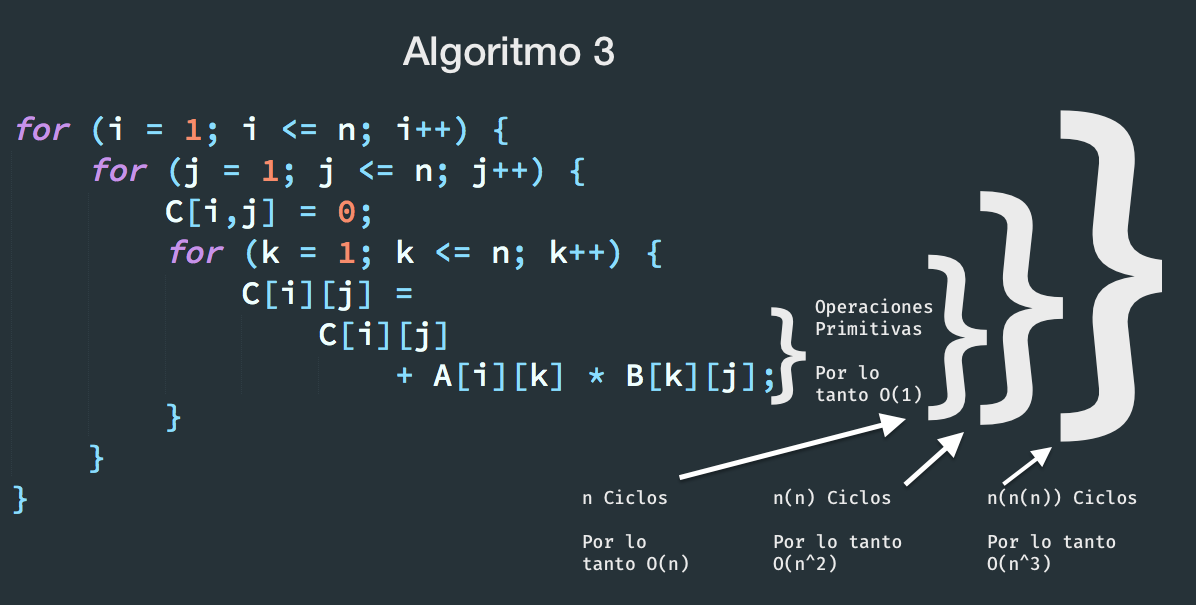 Algoritmo 3
for (i = 1; i <= n; i++) {
for (j = 1; j <= n; j++) {
C[i,j] = 0;
for (k = 1; k <= n; k++) {
C[i][j] =
C[i][j]
+ A[i][k] * B[k][j];
}
}
}
Operaciones
Primitivas
Por lo
tanto O(1)
n Ciclos
Por lo
tanto O(n)
n(n) Ciclos
Por lo tanto
O(n^2)
n(n(n)) Ciclos
Por lo tanto
O(n^3)